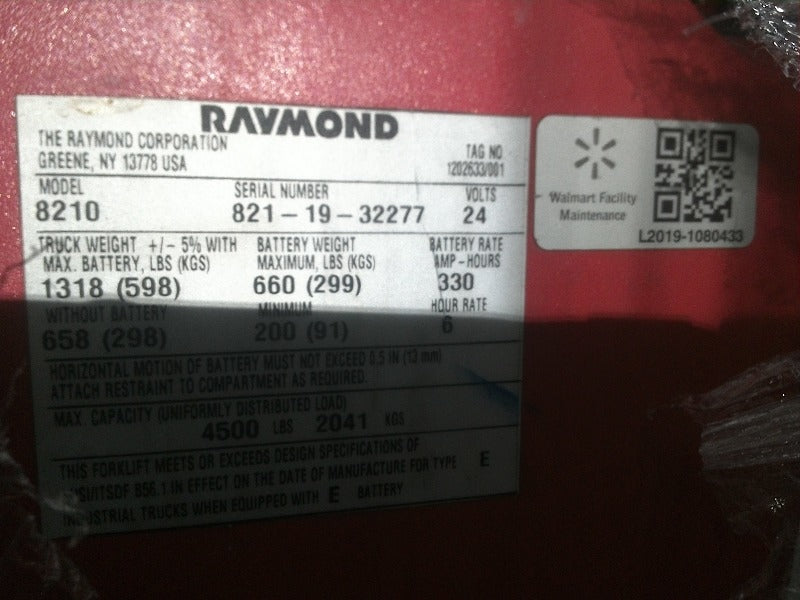 RAYMOND
THE RAYMOND CORPORATION
GREENE, NY 13778 USA
TAG NO
1202633/001
MODEL
8210
SERIAL NUMBER
821-19-32277
VOLTS
24
TRUCK WEIGHT +/-5% WITH
MAX. BATTERY, LBS (KGS)
1318 (598)
BATTERY WEIGHT
MAXIMUM, LBS (KGS)
660 (299)
BATTERY RATE
AMP-HOURS
330
WITHOUT BATTERY
658 (298)
MINIMUM
200 (91)
HOUR RATE
6
HORIZONTAL MOTION OF BATTERY MUST NOT EXCEED 0.5 IN (13 mm)
ATTACH RESTRAINT TO COMPARTMENT AS REQUIRED.
MAX. CAPACITY (UNIFORMLY DISTRIBUTED LOAD)
4500 LBS 2041 KGS
THIS FORKLIFT MEETS OR EXCEEDS DESIGN SPECIFICATIONS OF
B56.1 IN EFFECT ON THE DATE OF MANUFACTURE FOR TYPE E
INDUSTRIAL TRUCKS WHEN EQUIPPED WITH E BATTERY
Walmart Facility
Maintenance
L2019-1080433